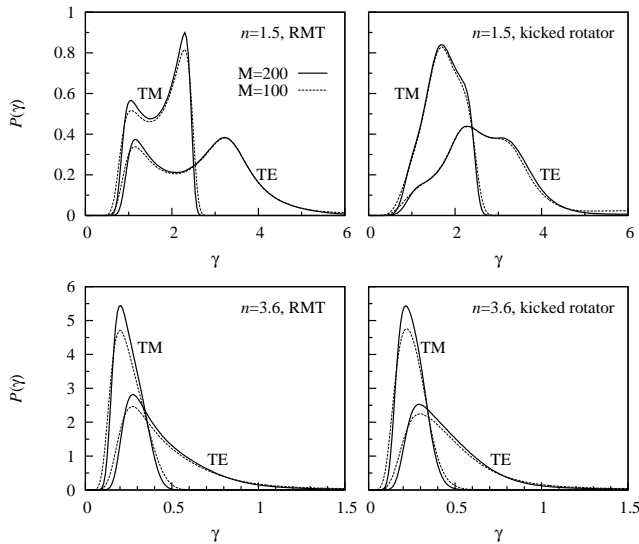 1
0.8
0.6
0.4
0.2
0
P(γ)
n=1.5, RMT
M=200
M=100
TM
TE
0 2 4 6
γ
n=1.5, kicked rotator
TM
TE
0 2 4 6
γ
6
5
4
3
2
1
0
P(γ)
n=3.6, RMT
TM
TE
0 0.5 1 1.5
γ
n=3.6, kicked rotator
TM
TE
0 0.5 1 1.5
γ